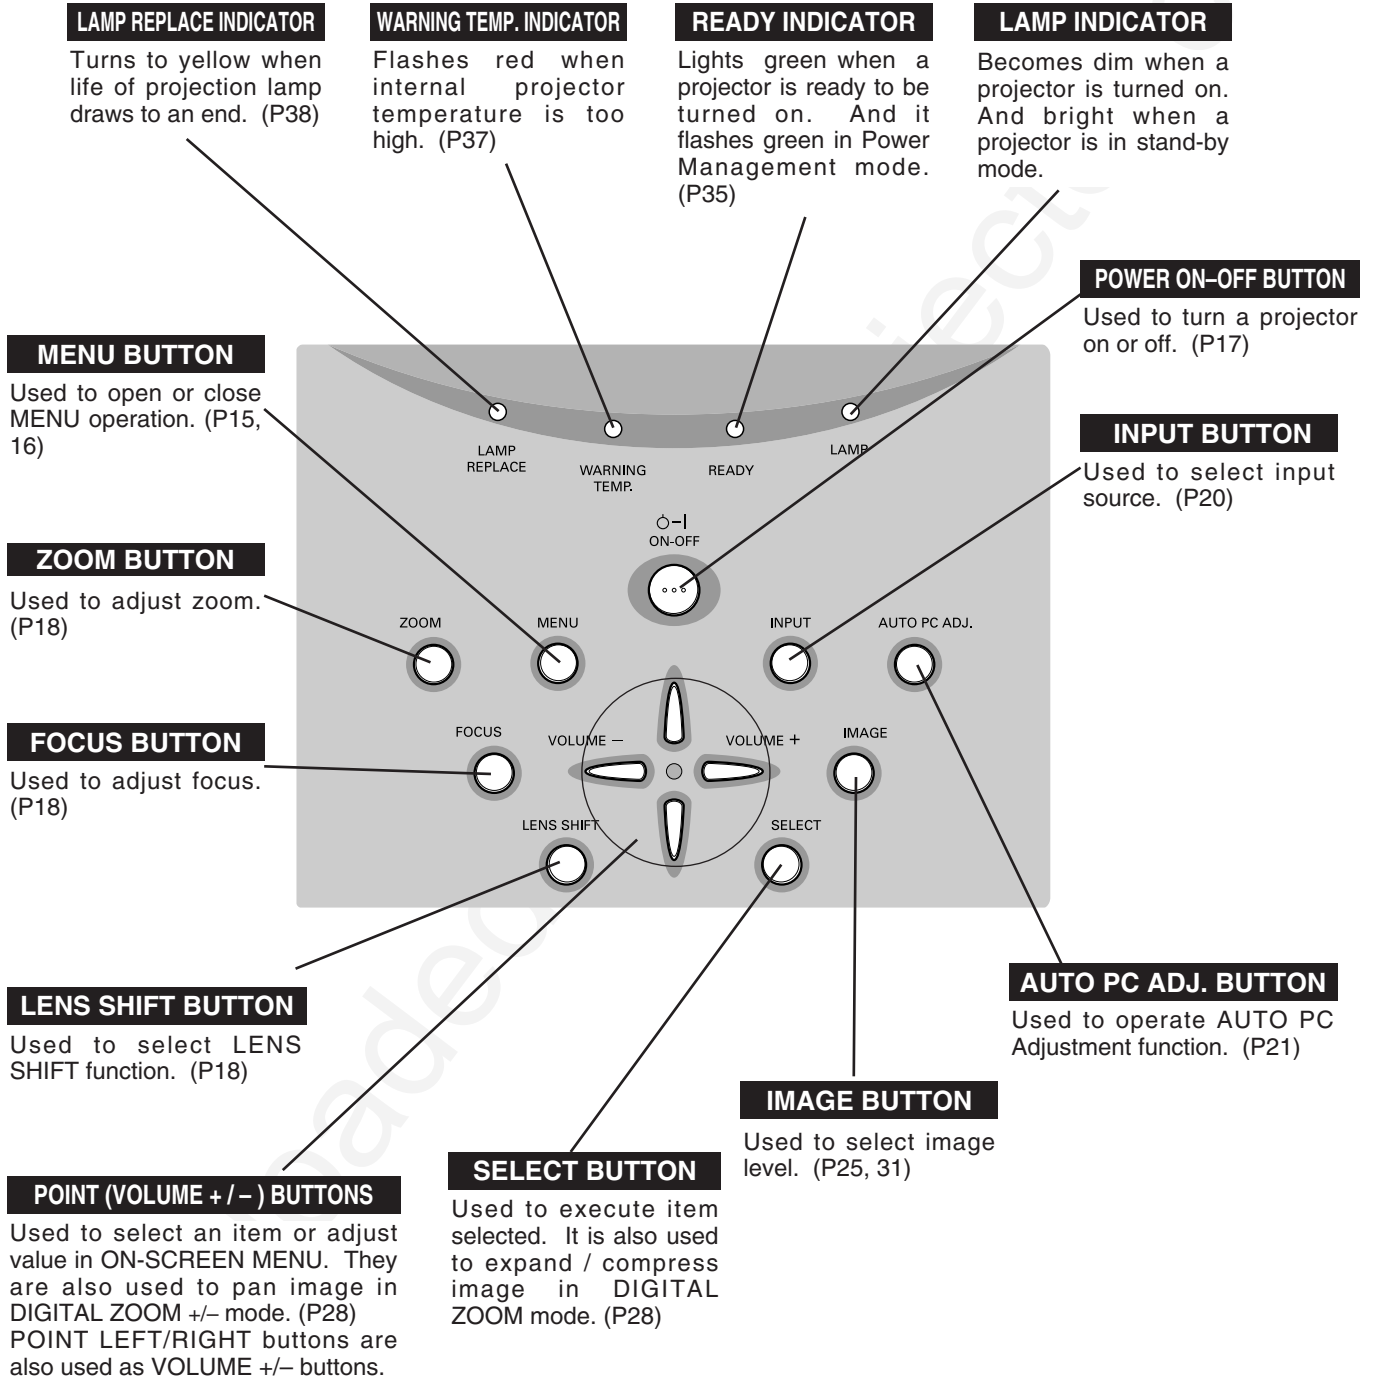 LAMP REPLACE INDICATOR
Turns to yellow when
life of projection lamp
draws to an end. (P38)
WARNING TEMP. INDICATOR
Flashes red when
internal projector
temperature is too
high. (P37)
READY INDICATOR
Lights green when a
projector is ready to be
turned on. And it
flashes green in Power
Management mode.
(P35)
LAMP INDICATOR
Becomes dim when a
projector is turned on.
And bright when a
projector is in stand-by
mode.
POWER ON–OFF BUTTON
Used to turn a projector
on or off. (P17)
MENU BUTTON
Used to open or close
MENU operation. (P15,
16)
INPUT BUTTON
Used to select input
source. (P20)
ZOOM BUTTON
Used to adjust zoom.
(P18)
FOCUS BUTTON
Used to adjust focus.
(P18)
LAMP
REPLACE
WARNING
TEMP.
READY
LAMP
ON-OFF
ZOOM
MENU
INPUT
AUTO PC ADJ.
FOCUS
VOLUME –
VOLUME +
IMAGE
LENS SHIFT
SELECT
LENS SHIFT BUTTON
Used to select LENS
SHIFT function. (P18)
AUTO PC ADJ. BUTTON
Used to operate AUTO PC
Adjustment function. (P21)
IMAGE BUTTON
Used to select image
level. (P25, 31)
SELECT BUTTON
Used to execute item
selected. It is also used
to expand / compress
image in DIGITAL
ZOOM mode. (P28)
POINT (VOLUME + / – ) BUTTONS
Used to select an item or adjust
value in ON-SCREEN MENU. They
are also used to pan image in
DIGITAL ZOOM +/– mode. (P28)
POINT LEFT/RIGHT buttons are
also used as VOLUME +/– buttons.